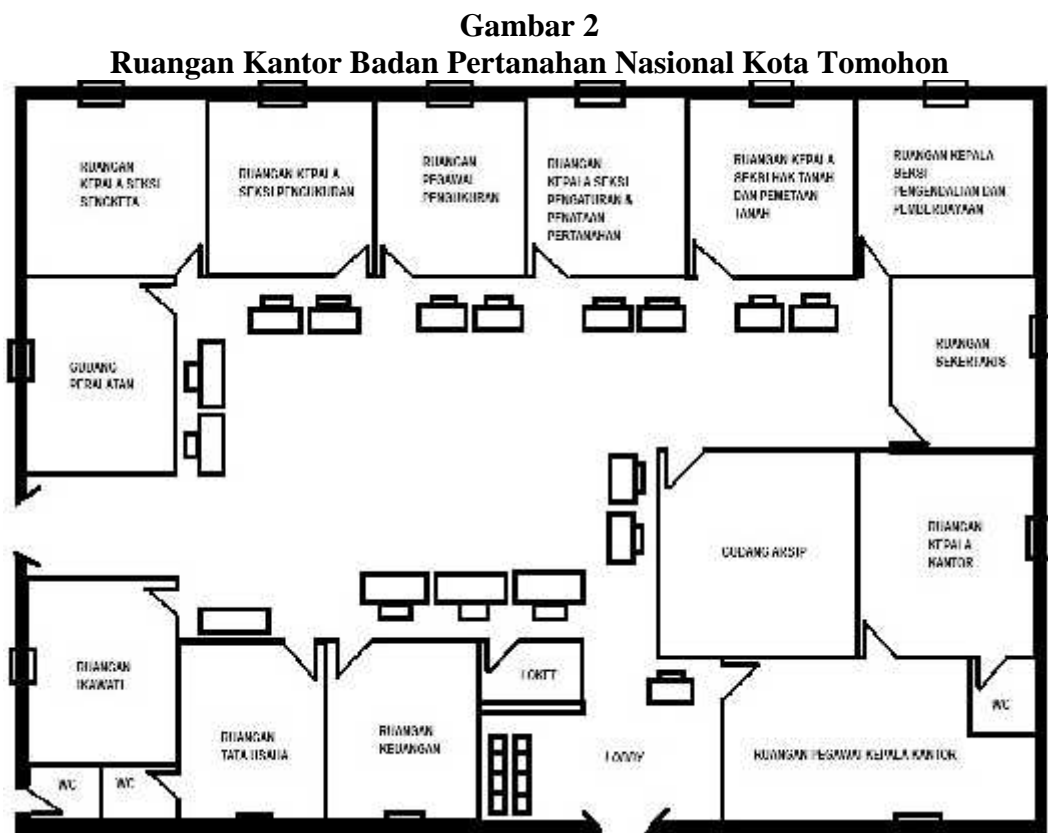 Gambar 2
Ruangan Kantor Badan Pertanahan Nasional Kota Tomohon
RUANGAN
KEPALA SEKSI
SENGKETA
RUANGAN KEPALA
SEKSI PENGUKURAN
RUANGAN
PEGAWAI
PENGUKURAN
RUANGAN
KEPALA SEKSI
PENGATURAN &
PENATAAN
PERTANAHAN
RUANGAN KEPALA
SEKSI HAK TANAH
DAN PEMETAAN
TANAH
RUANGAN KEPALA
SEKSI
PENGENDALIAN DAN
PEMBERDAYAAN
GUDANG
PERALATAN
RUANGAN
SEKERTARIS
GUDANG ARSIP
RUANGAN
KEPALA
KANTOR
RUANGAN
IKAWATI
RUANGAN
TATA USAHA
RUANGAN
KEUANGAN
LOKET
LOBBY
RUANGAN PEGAWAI KEPALA KANTOR
WC
WC
WC